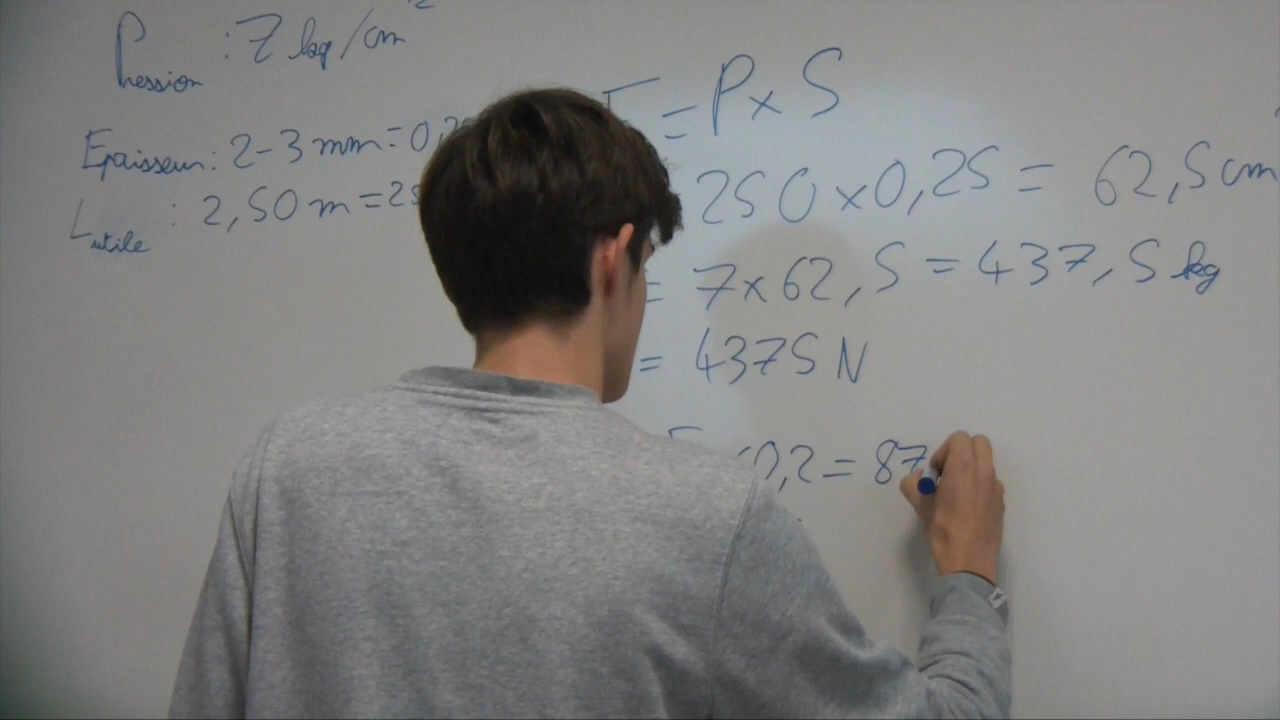 Pression : 7 kg/cm²
Epaisseur : 2-3 mm = 0,2
L utile : 2,50 m = 25
F = P x S
250 x 0,25 = 62,5 cm
= 7 x 62,5 = 437,5 kg
= 4375 N
0,2 = 87